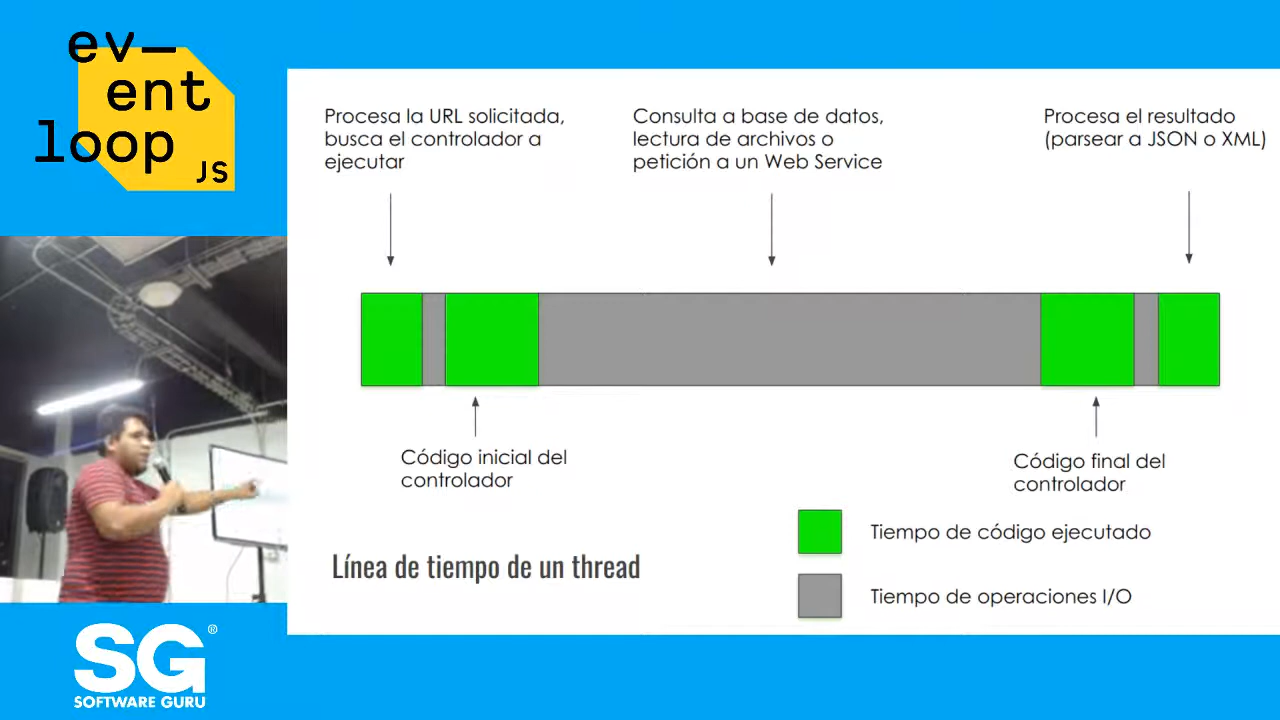 ev—
ent
loop
JS
Procesa la URL solicitada,
busca el controlador a
ejecutar
Consulta a base de datos,
lectura de archivos o
petición a un Web Service
Procesa el resultado
(parsear a JSON o XML)
Código inicial del
controlador
Código final del
controlador
Línea de tiempo de un thread
Tiempo de código ejecutado
Tiempo de operaciones I/O
SG®
SOFTWARE GURU